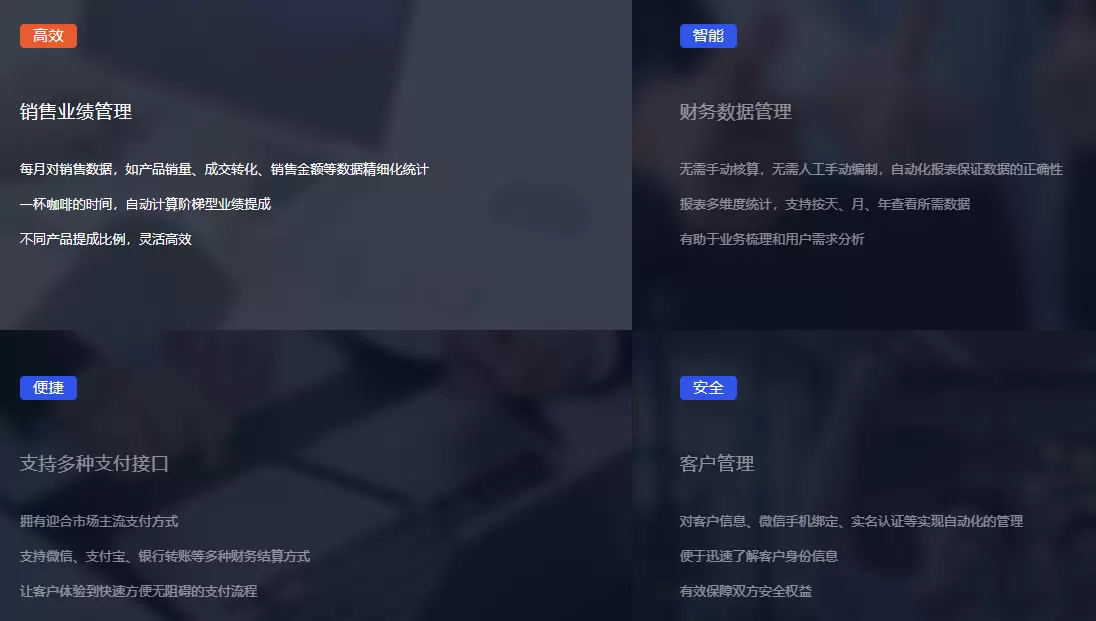 高效
销售业绩管理
每月对销售数据，如产品销量、成交转化、销售金额等数据精细化统计
一杯咖啡的时间，自动计算阶梯型业绩提成
不同产品提成比例，灵活高效
智能
财务数据管理
无需手动核算，无需人工手动编制，自动化报表保证数据的正确性
报表多维度统计，支持按天、月、年查看所需数据
有助于业务梳理和用户需求分析
便捷
支持多种支付接口
拥有迎合市场主流支付方式
支持微信、支付宝、银行转账等多种财务结算方式
让客户体验到快速方便无阻碍的支付流程
安全
客户管理
对客户信息、微信手机绑定、实名认证等实现自动化的管理
便于迅速了解客户身份信息
有效保障双方安全权益